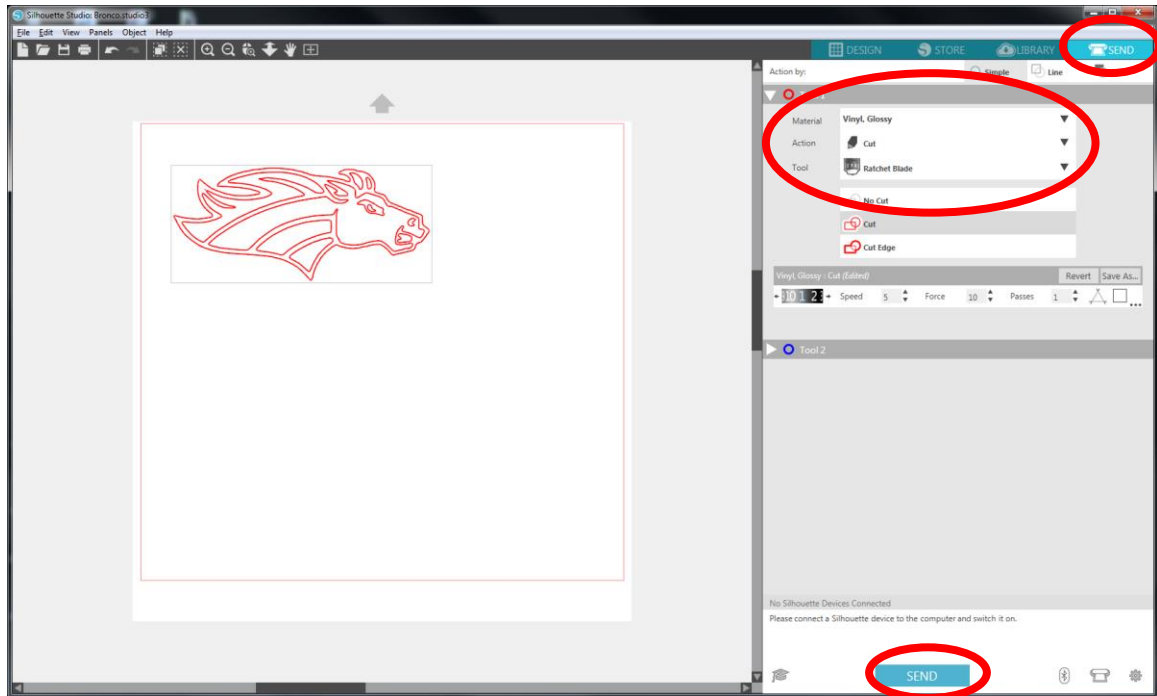 Silhouette Studio: Bronco.studio3
File Edit View Panels Object Help
DESIGN STORE LIBRARY SEND
Action by: Simple Line
Material Vinyl, Glossy
Action Cut
Tool Ratchet Blade
No Cut
Cut
Cut Edge
Vinyl, Glossy : Cut (Edited) Revert Save As...
1 2 Speed 5 Force 10 Passes 1 ...
Tool 2
No Silhouette Devices Connected
Please connect a Silhouette device to the computer and switch it on.
SEND